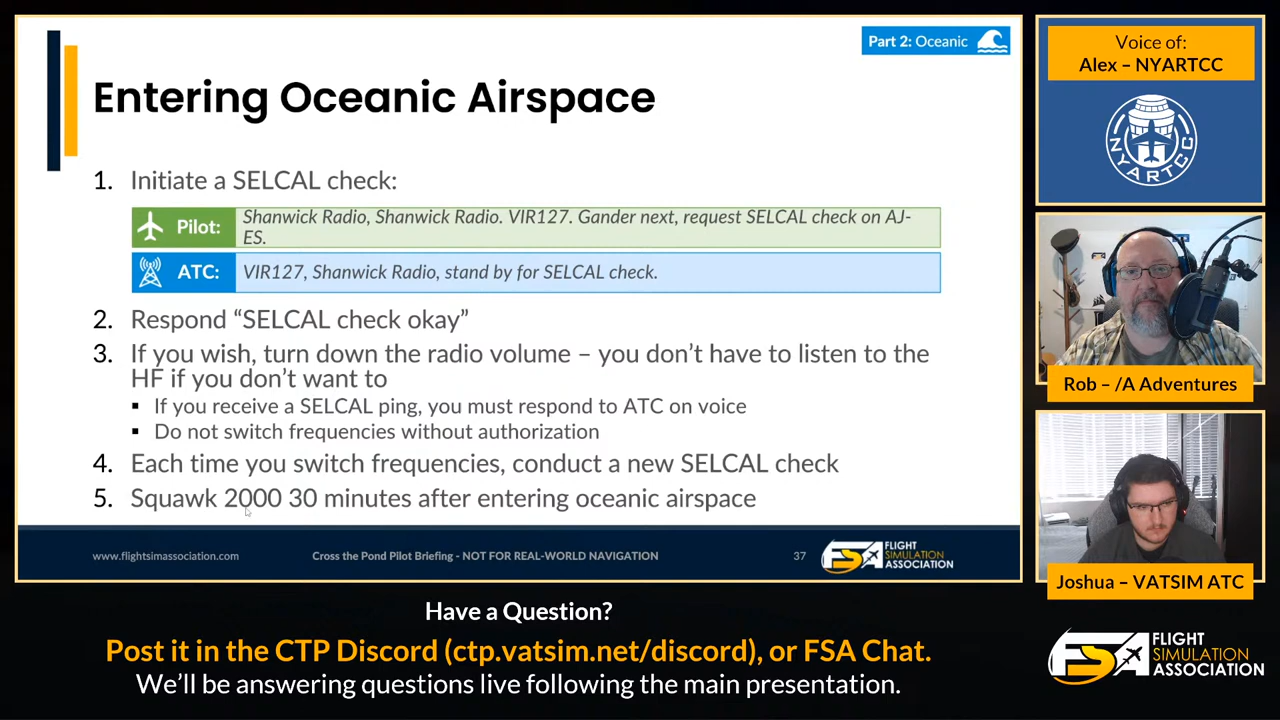 Part 2: Oceanic
Entering Oceanic Airspace
1. Initiate a SELCAL check:
Pilot:
Shanwick Radio, Shanwick Radio. VIR127. Gander next, request SELCAL check on AJ-
ES.
ATC:
VIR127, Shanwick Radio, stand by for SELCAL check.
2. Respond “SELCAL check okay”
3. If you wish, turn down the radio volume – you don’t have to listen to the
HF if you don’t want to
▪ If you receive a SELCAL ping, you must respond to ATC on voice
▪ Do not switch frequencies without authorization
4. Each time you switch frequencies, conduct a new SELCAL check
5. Squawk 2000 30 minutes after entering oceanic airspace
www.flightsimassociation.com
Cross the Pond Pilot Briefing - NOT FOR REAL-WORLD NAVIGATION
37
FSA
FLIGHT
SIMULATION
ASSOCIATION
Voice of:
Alex – NYARTCC
NYARTCC
Rob – /A Adventures
Joshua – VATSIM ATC
Have a Question?
Post it in the CTP Discord (ctp.vatsim.net/discord), or FSA Chat.
We’ll be answering questions live following the main presentation.
FSA
FLIGHT
SIMULATION
ASSOCIATION